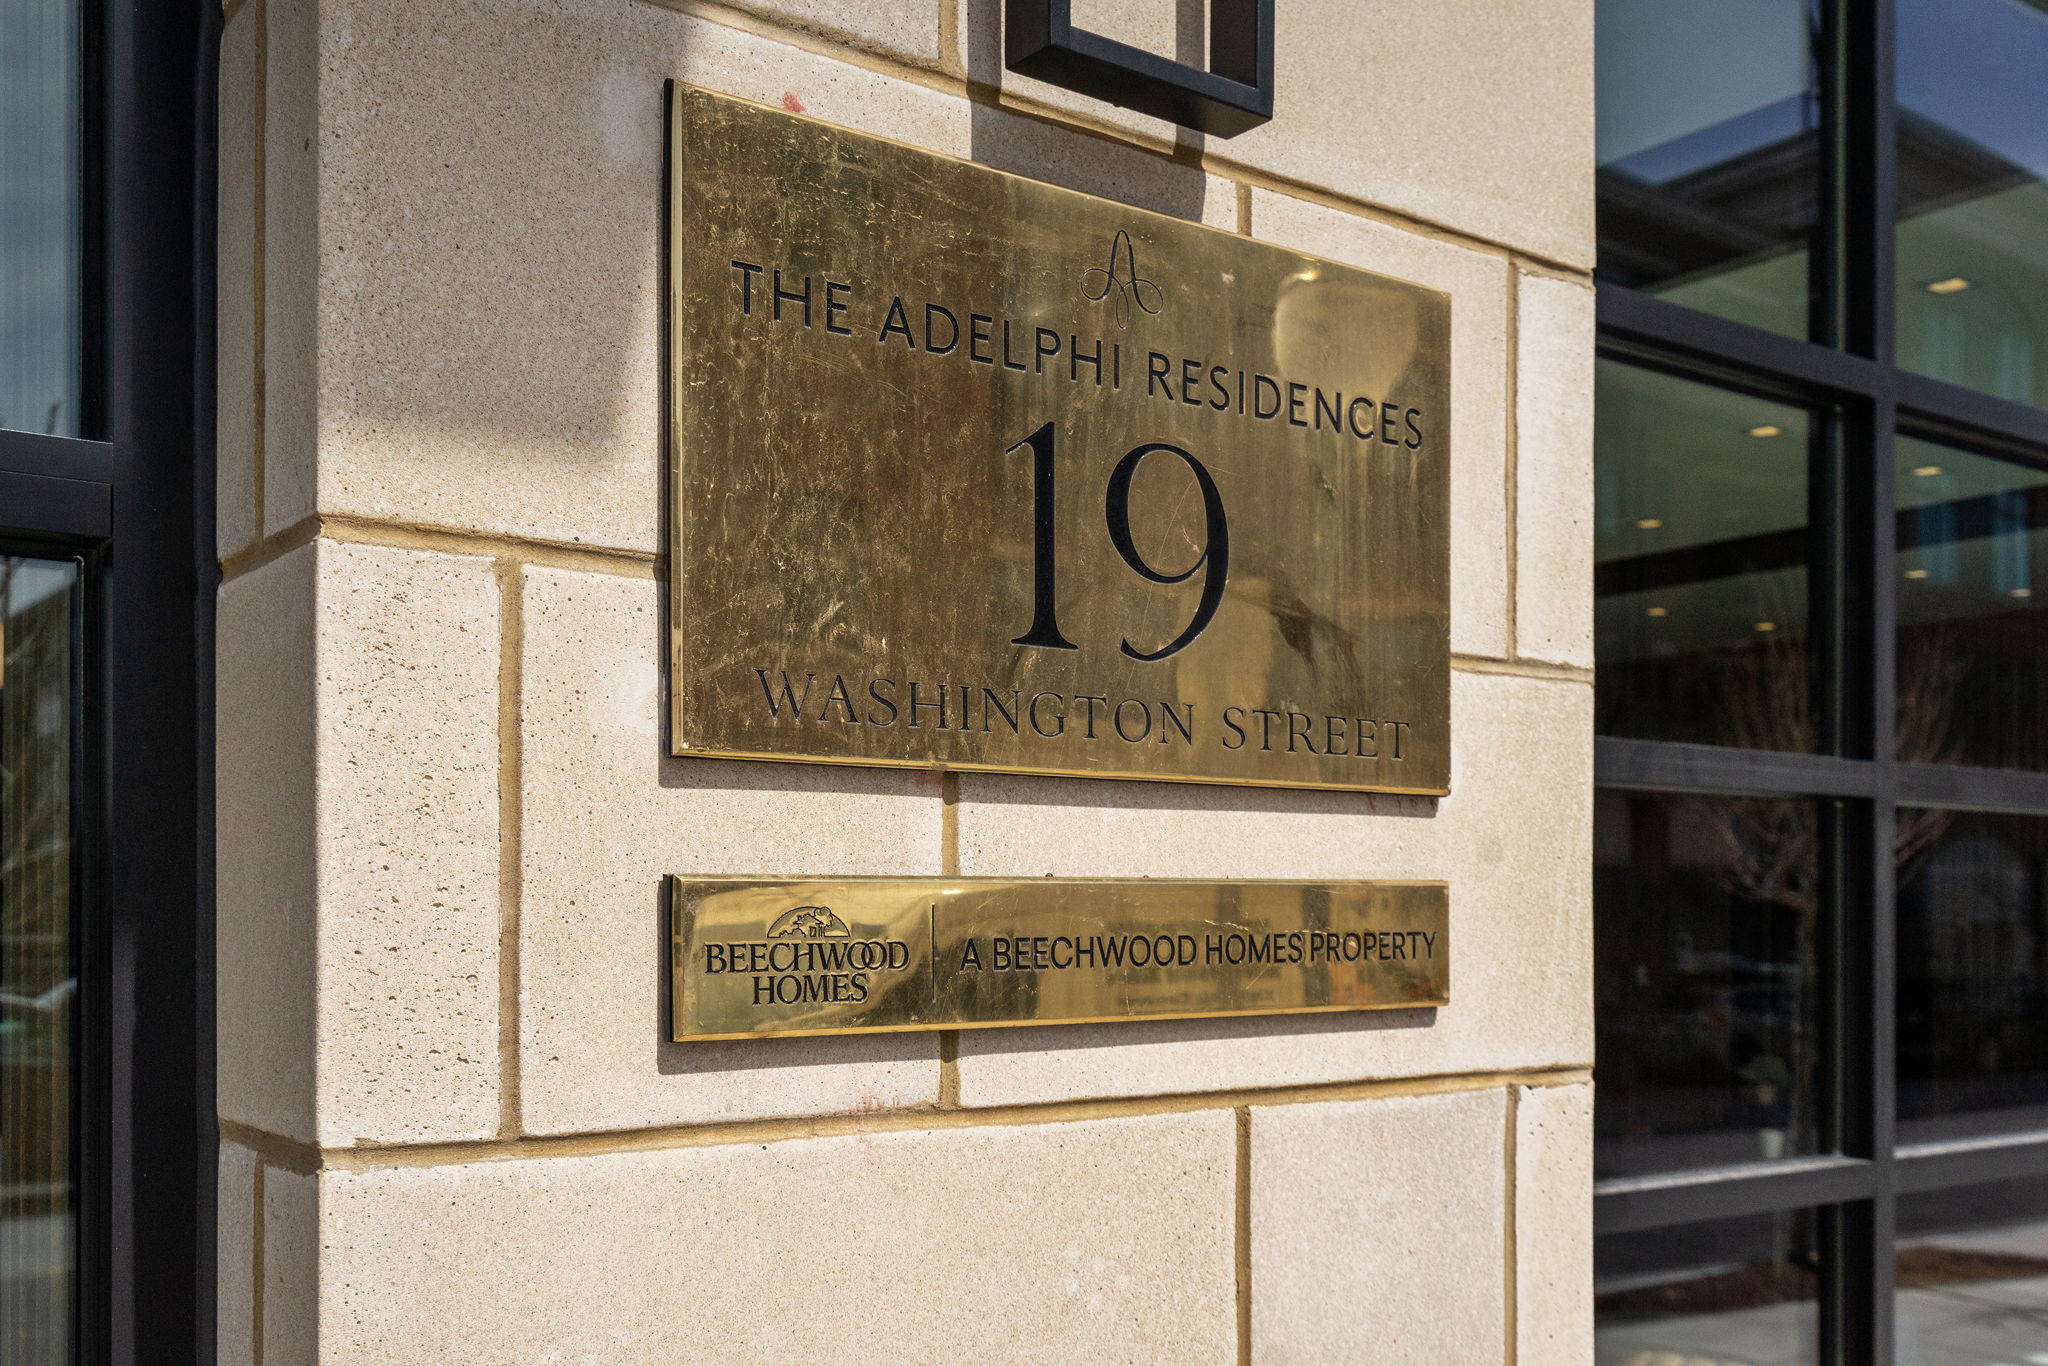 THE ADELPHI RESIDENCES
19
WASHINGTON STREET
BEECHWOOD
HOMES
A BEECHWOOD HOMES PROPERTY